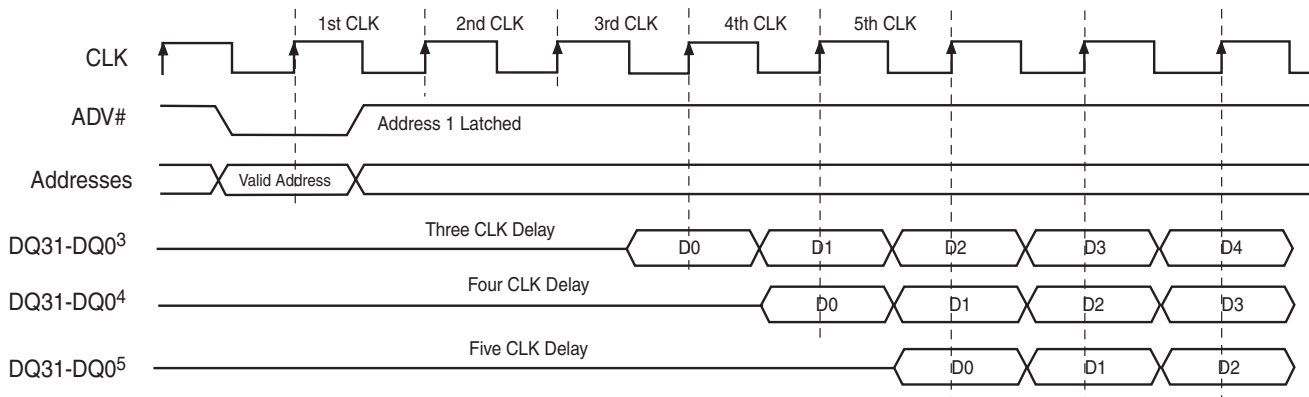 1st CLK 2nd CLK 3rd CLK 4th CLK 5th CLK
CLK
ADV# Address 1 Latched
Addresses Valid Address
DQ31-DQ0³ Three CLK Delay D0 D1 D2 D3 D4
DQ31-DQ0⁴ Four CLK Delay D0 D1 D2 D3
DQ31-DQ0⁵ Five CLK Delay D0 D1 D2